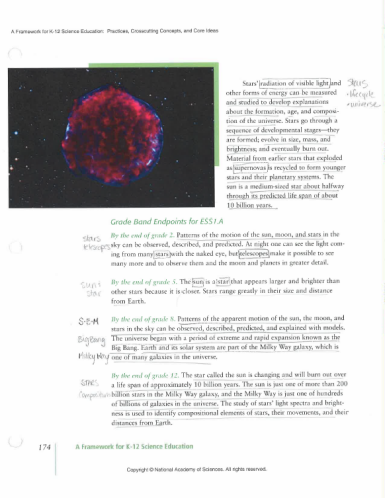 A Framework for K-12 Science Education: Practices, Crosscutting Concepts, and Core Ideas
Stars' radiation of visible light and
other forms of energy can be measured
and studied to develop explanations
about the formation, age, and composi-
tion of the universe. Stars go through a
sequence of developmental stages—they
are formed; evolve in size, mass, and
brightness; and eventually burn out.
Material from earlier stars that exploded
as supernovas is recycled to form younger
stars and their planetary systems. The
sun is a medium-sized star about halfway
through its predicted life span of about
10 billion years.
Stars
• lifecycle
• universe
Grade Band Endpoints for ESS1.A
By the end of grade 2. Patterns of the motion of the sun, moon, and stars in the
sky can be observed, described, and predicted. At night one can see the light com-
ing from many stars with the naked eye, but telescopes make it possible to see
many more and to observe them and the moon and planets in greater detail.
stars
telescopes
By the end of grade 5. The sun is a star that appears larger and brighter than
other stars because it is closer. Stars range greatly in their size and distance
from Earth.
sun
star
By the end of grade 8. Patterns of the apparent motion of the sun, the moon, and
stars in the sky can be observed, described, predicted, and explained with models.
The universe began with a period of extreme and rapid expansion known as the
Big Bang. Earth and its solar system are part of the Milky Way galaxy, which is
one of many galaxies in the universe.
S-E-M
Big Bang
Milky Way
By the end of grade 12. The star called the sun is changing and will burn out over
a life span of approximately 10 billion years. The sun is just one of more than 200
billion stars in the Milky Way galaxy, and the Milky Way is just one of hundreds
of billions of galaxies in the universe. The study of stars' light spectra and bright-
ness is used to identify compositional elements of stars, their movements, and their
distances from Earth.
stars
Composition
174
A Framework for K-12 Science Education
Copyright © National Academy of Sciences. All rights reserved.